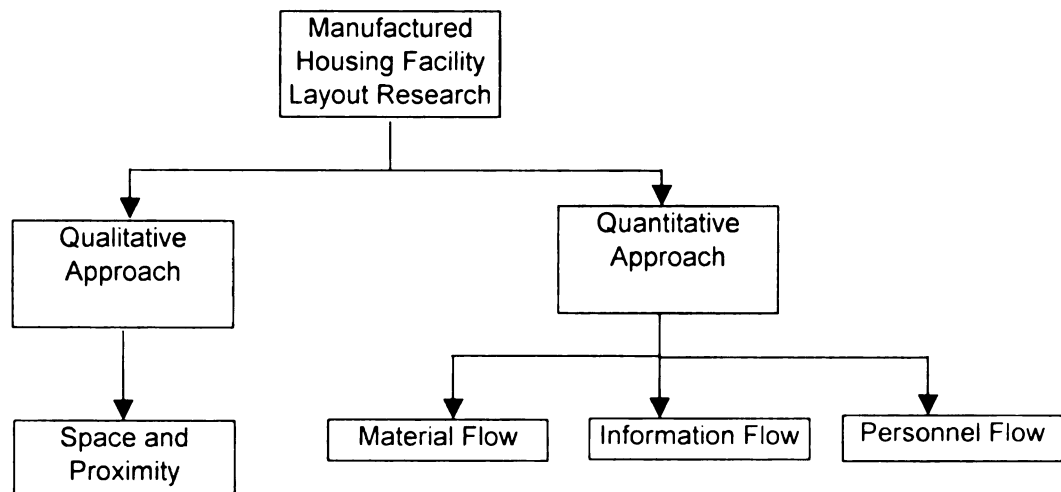 Manufactured
Housing Facility
Layout Research
Qualitative
Approach
Quantitative
Approach
Space and
Proximity
Material Flow
Information Flow
Personnel Flow